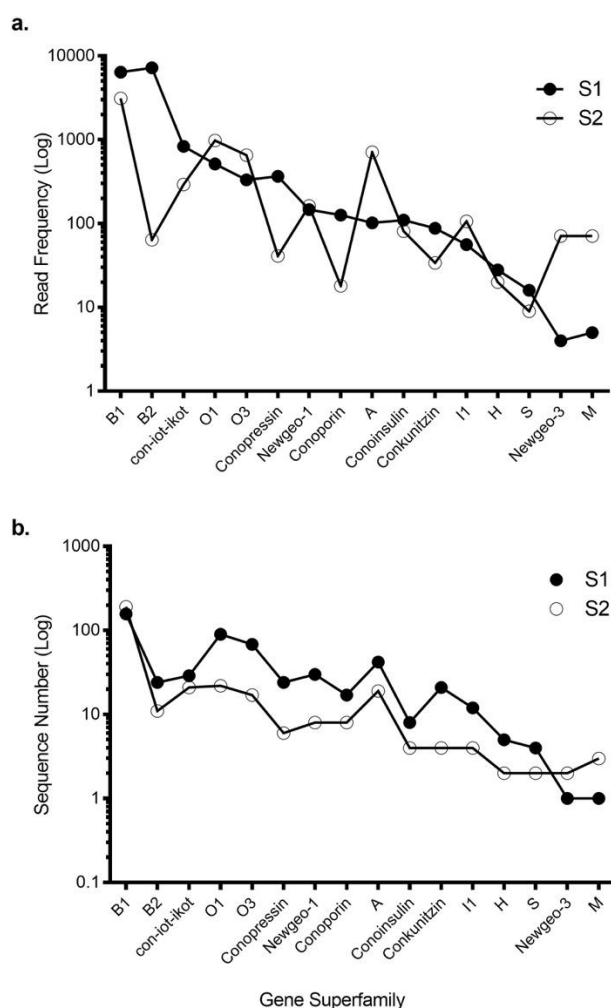 a.
Read Frequency (Log)
10000
1000
100
10
1
S1
S2
B1
B2
con-iot-ikot
O1
O3
Conopressin
Newgeo-1
Conoporin
A
Conoinsulin
Conkunitzin
I1
H
S
Newgeo-3
M
b.
Sequence Number (Log)
1000
100
10
1
0.1
S1
S2
B1
B2
con-iot-ikot
O1
O3
Conopressin
Newgeo-1
Conoporin
A
Conoinsulin
Conkunitzin
I1
H
S
Newgeo-3
M
Gene Superfamily